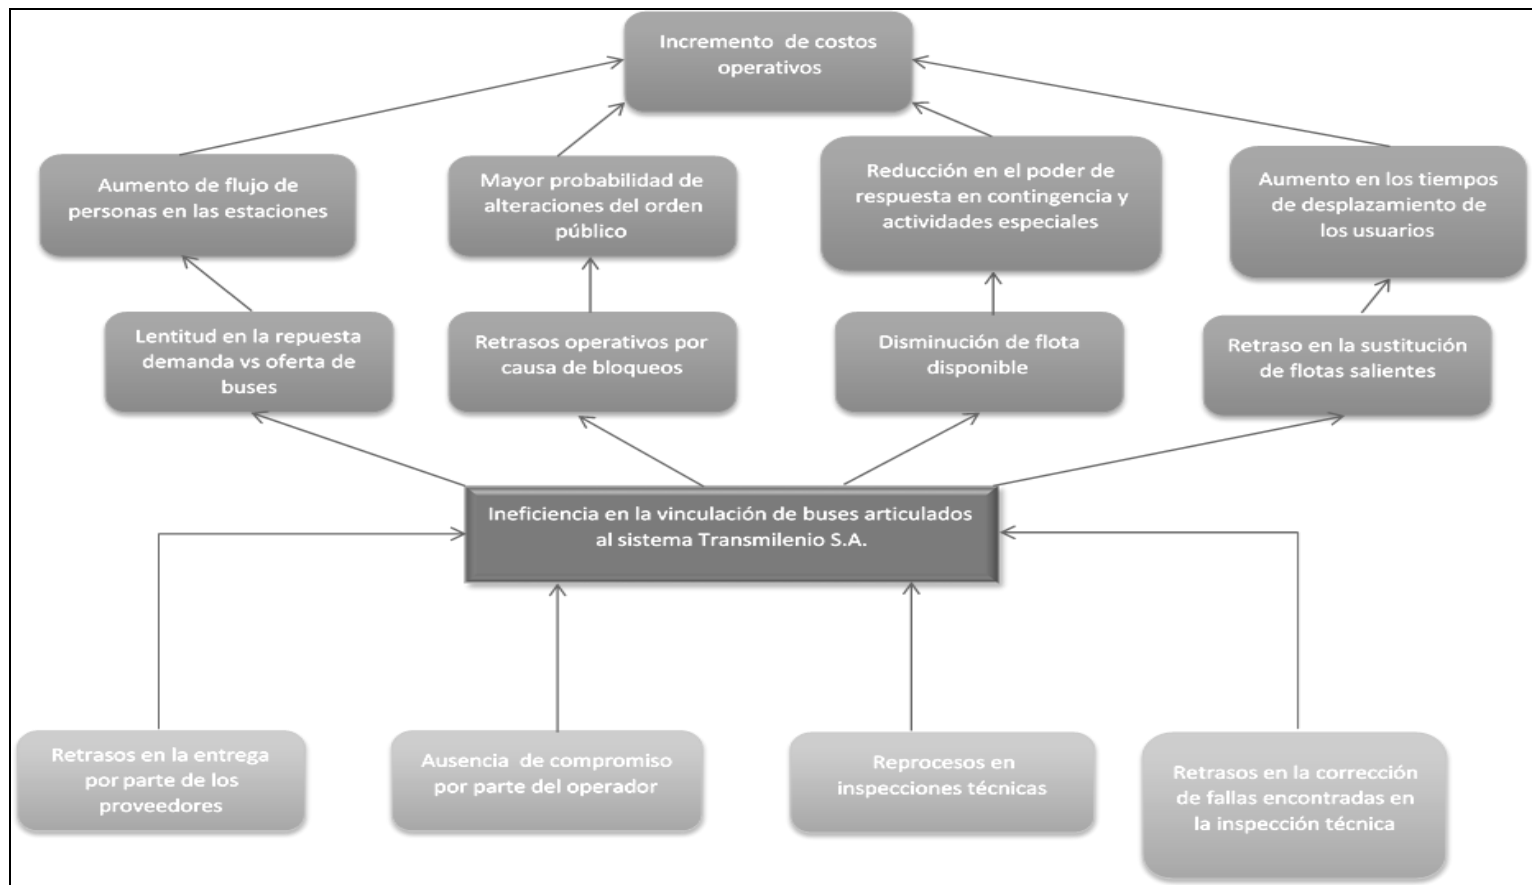 Incremento de costos
operativos
Aumento de flujo de
personas en las estaciones
Mayor probabilidad de
alteraciones del orden
público
Reducción en el poder de
respuesta en contingencia y
actividades especiales
Aumento en los tiempos
de desplazamiento de
los usuarios
Lentitud en la repuesta
demanda vs oferta de
buses
Retrasos operativos por
causa de bloqueos
Disminución de flota
disponible
Retraso en la sustitución
de flotas salientes
Ineficiencia en la vinculación de buses articulados
al sistema Transmilenio S.A.
Retrasos en la entrega
por parte de los
proveedores
Ausencia de compromiso
por parte del operador
Reprocesos en
inspecciones técnicas
Retrasos en la corrección
de fallas encontradas en
la inspección técnica